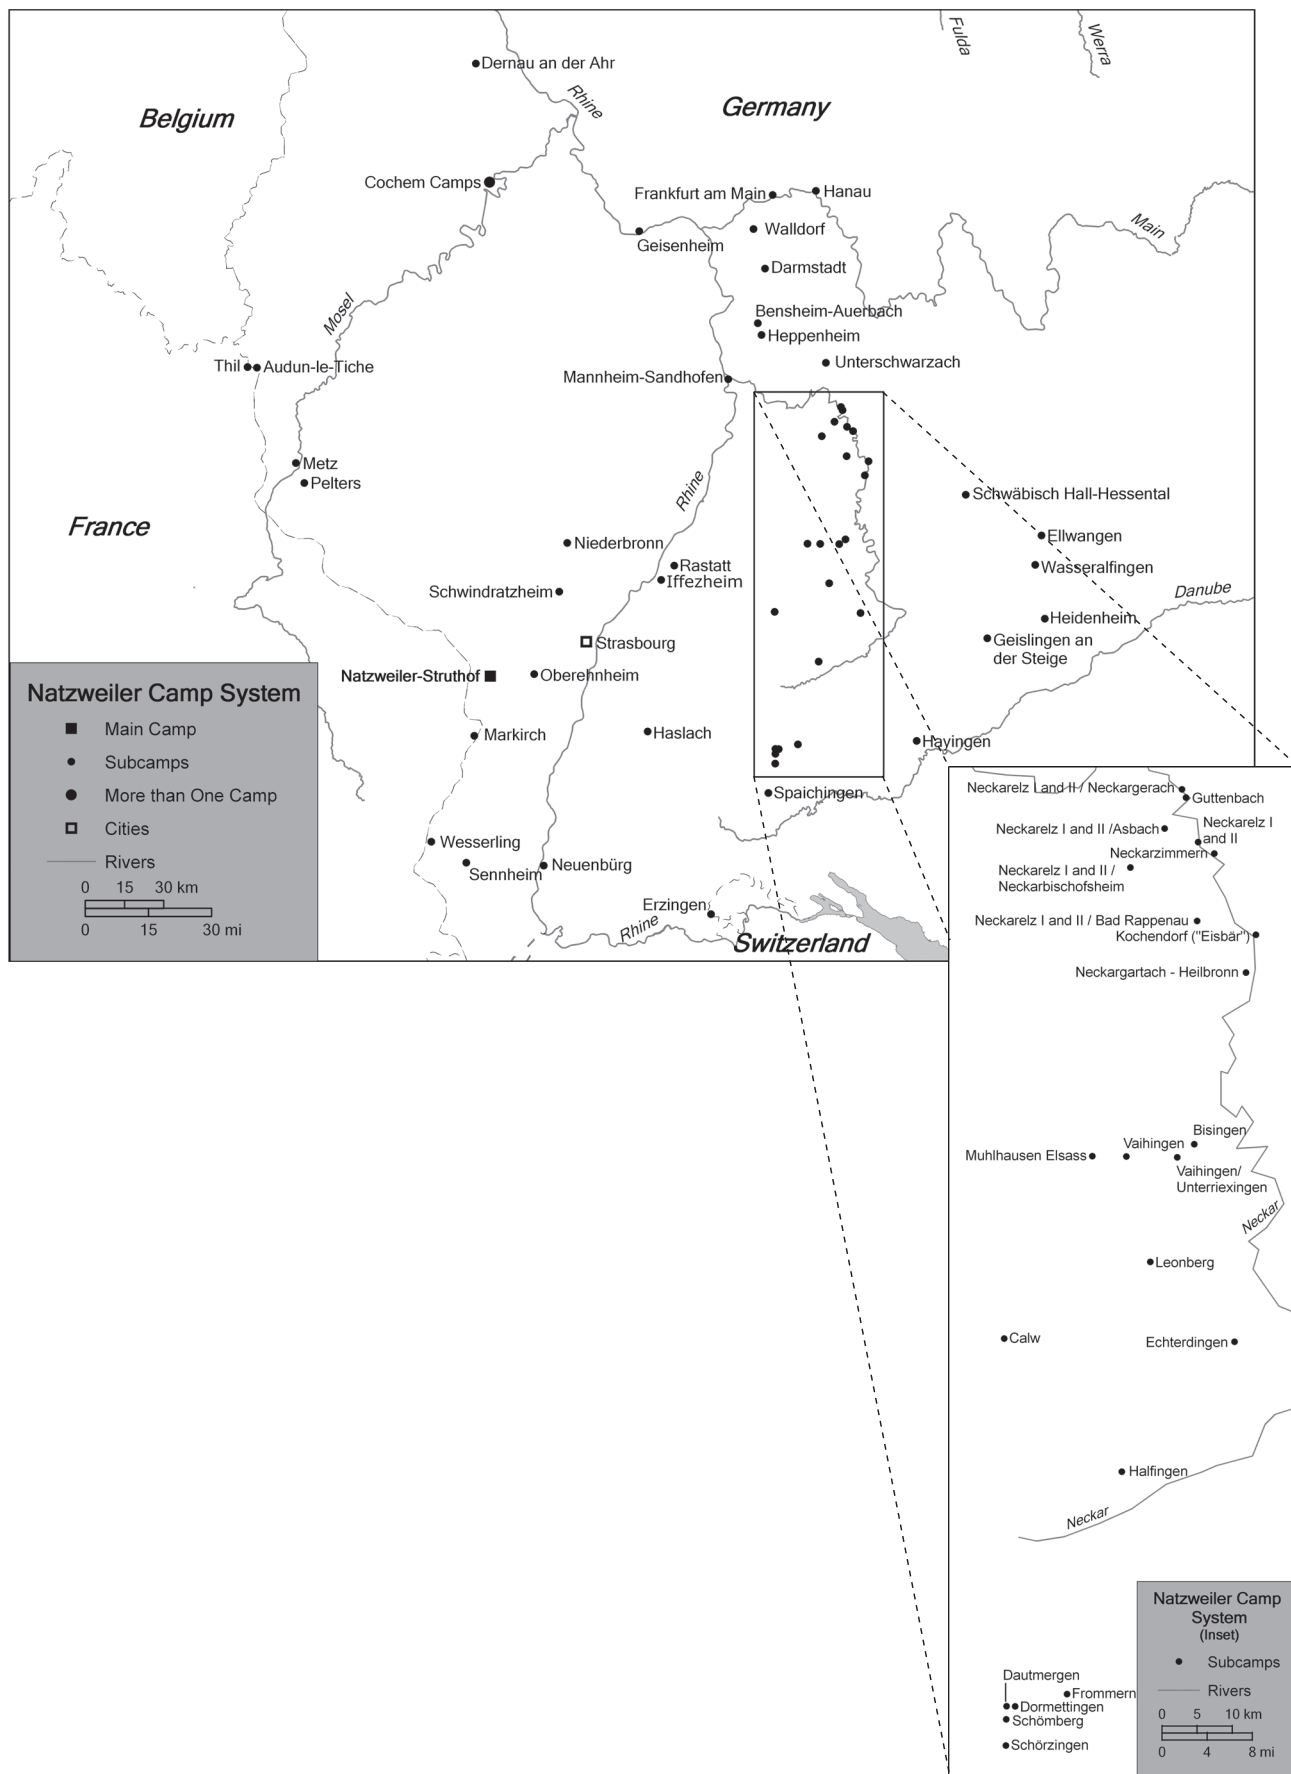 Fulda
Werra
Dernau an der Ahr
Rhine
Belgium
Germany
Cochem Camps
Frankfurt am Main
Hanau
Main
Geisenheim
Walldorf
Darmstadt
Mosel
Bensheim-Auerbach
Heppenheim
Thil
Audun-le-Tiche
Unterschwarzach
Mannheim-Sandhofen
Metz
Pelters
Rhine
Schwäbisch Hall-Hessental
France
Niederbronn
Ellwangen
Rastatt
Iffezheim
Wasseralfingen
Schwindratzheim
Danube
Heidenheim
Strasbourg
Geislingen an
der Steige
Natzweiler-Struthof
Oberehnheim
Markirch
Haslach
Hayingen
Spaichingen
Wesserling
Sennheim
Neuenbürg
Erzingen
Rhine
Switzerland
Natzweiler Camp System
Main Camp
Subcamps
More than One Camp
Cities
Rivers
0 15 30 km
0 15 30 mi
Neckarelz I and II / Neckargerach
Guttenbach
Neckarelz I and II /Asbach
Neckarelz I
and II
Neckarzimmern
Neckarelz I and II /
Neckarbischofsheim
Neckarelz I and II / Bad Rappenau
Kochendorf ("Eisbär")
Neckargartach - Heilbronn
Bisingen
Vaihingen
Muhlhausen Elsass
Vaihingen/
Unterriexingen
Neckar
Leonberg
Calw
Echterdingen
Halfingen
Neckar
Dautmergen
Frommern
Dormettingen
Schömberg
Schörzingen
Natzweiler Camp
System
(Inset)
Subcamps
Rivers
0 5 10 km
0 4 8 mi